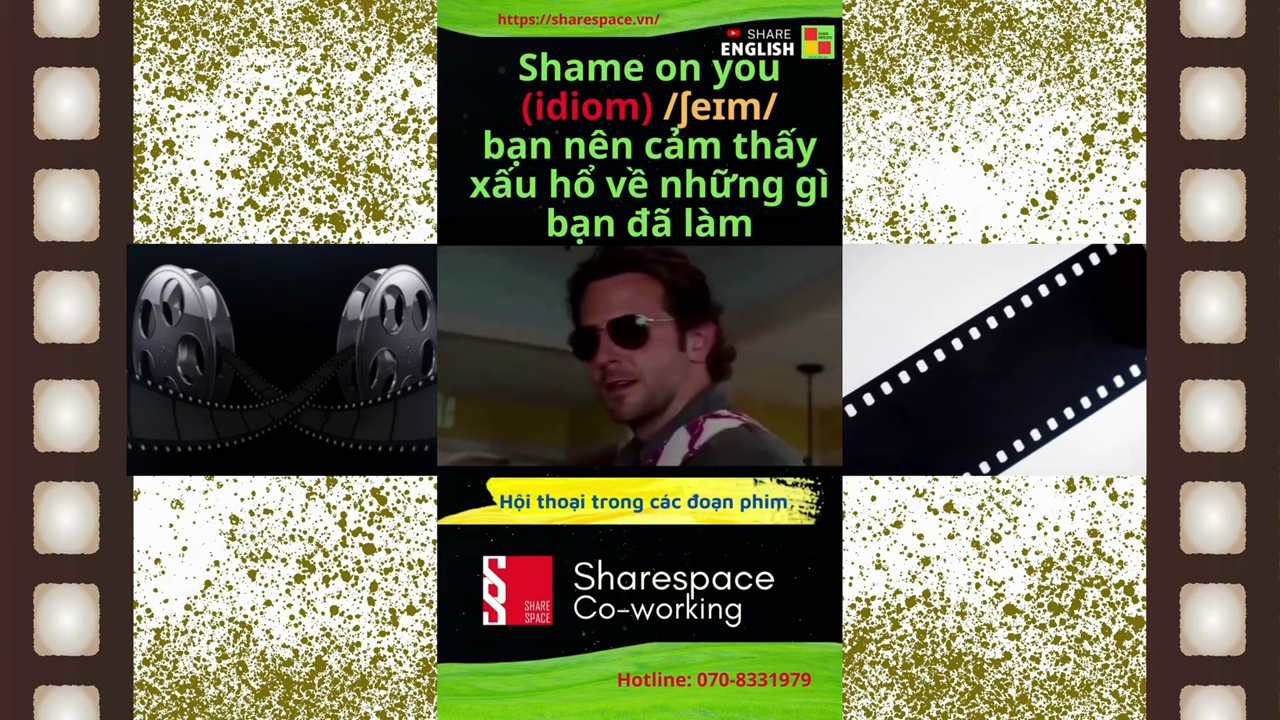 https://sharespace.vn/
SHARE
ENGLISH
Shame on you
(idiom) /ʃeɪm/
bạn nên cảm thấy
xấu hổ về những gì
bạn đã làm
Hội thoại trong các đoạn phim
SHARE
SPACE
Sharespace
Co-working
Hotline: 070-8331979